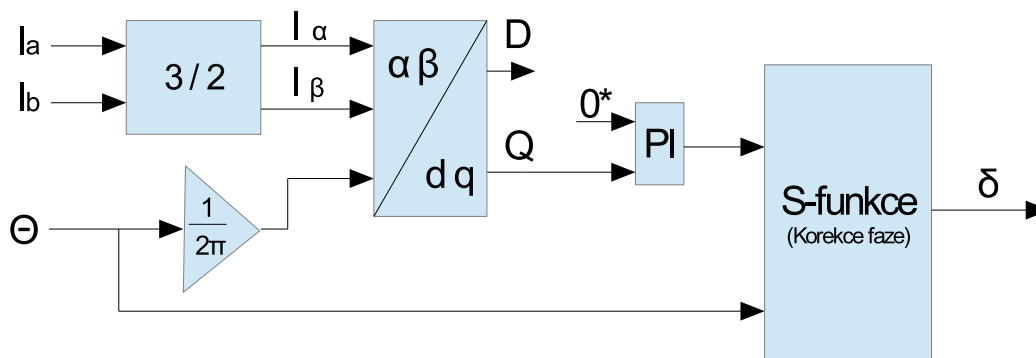 Ia
Ib
3 / 2
I α
I β
α β
d q
D
Q
0*
PI
Θ
1
2π
S-funkce
(Korekce faze)
δ